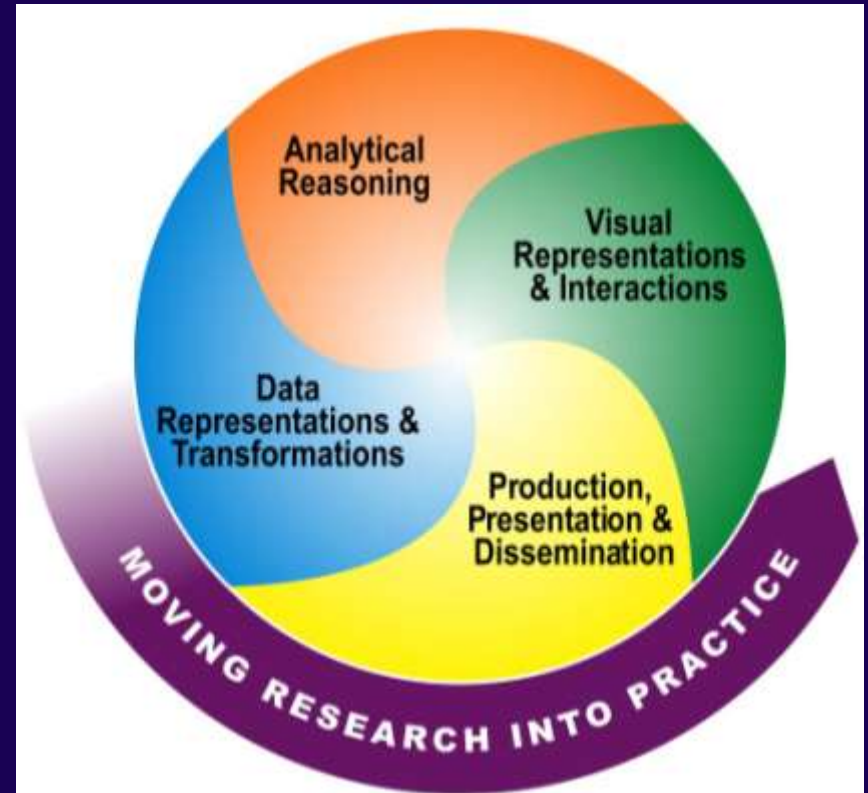 Analytical
Reasoning
Visual
Representations
& Interactions
Data
Representations &
Transformations
Production,
Presentation &
Dissemination
MOVING RESEARCH INTO PRACTICE